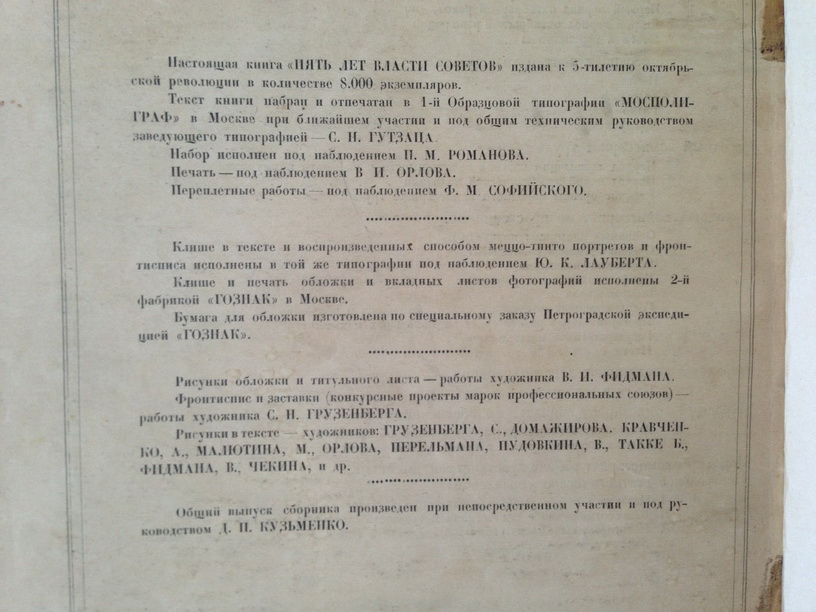 Настоящая книга «ПЯТЬ ЛЕТ ВЛАСТИ СОВЕТОВ» издана к 5-тилетию октябрь-
ской революции в количестве 8.000 экземпляров.
Текст книги набран и отпечатан в 1-й Образцовой типографии «МОСПОЛИ-
ГРАФ» в Москве при ближайшем участии и под общим техническим руководством
заведующего типографией — С. Н. ГУТЗАЦА.
Набор исполнен под наблюдением П. М. РОМАНОВА.
Печать — под наблюдением В И. ОРЛОВА.
Переплетные работы — под наблюдением Ф. М. СОФИЙСКОГО.
Клише в тексте и воспроизведенных способом меццо-тинто портретов и фрон-
тисписа исполнены в той же типографии под наблюдением Ю. К. ЛАУБЕРТА.
Клише и печать обложки и вкладных листов фотографий исполнены 2-й
фабрикой «ГОЗНАК» в Москве.
Бумага для обложки изготовлена по специальному заказу Петроградской экспеди-
цией «ГОЗНАК».
Рисунки обложки и титульного листа — работы художника В. И. ФИДМАНА.
Фронтиспис и заставки (конкурсные проекты марок профессиональных союзов) —
работы художника С. Н. ГРУЗЕНБЕРГА.
Рисунки в тексте — художников: ГРУЗЕНБЕРГА, С., ДОМАЖИРОВА. КРАВЧЕН-
КО, А., МАЛЮТИНА, М., ОРЛОВА, ПЕРЕЛЬМАНА, ПУДОВКИНА, В., ТАККЕ Б.,
ФИДМАНА, В., ЧЕКИНА, и др.
Общий выпуск сборника произведен при непосредственном участии и под ру-
ководством Д. П. КУЗЬМЕНКО.